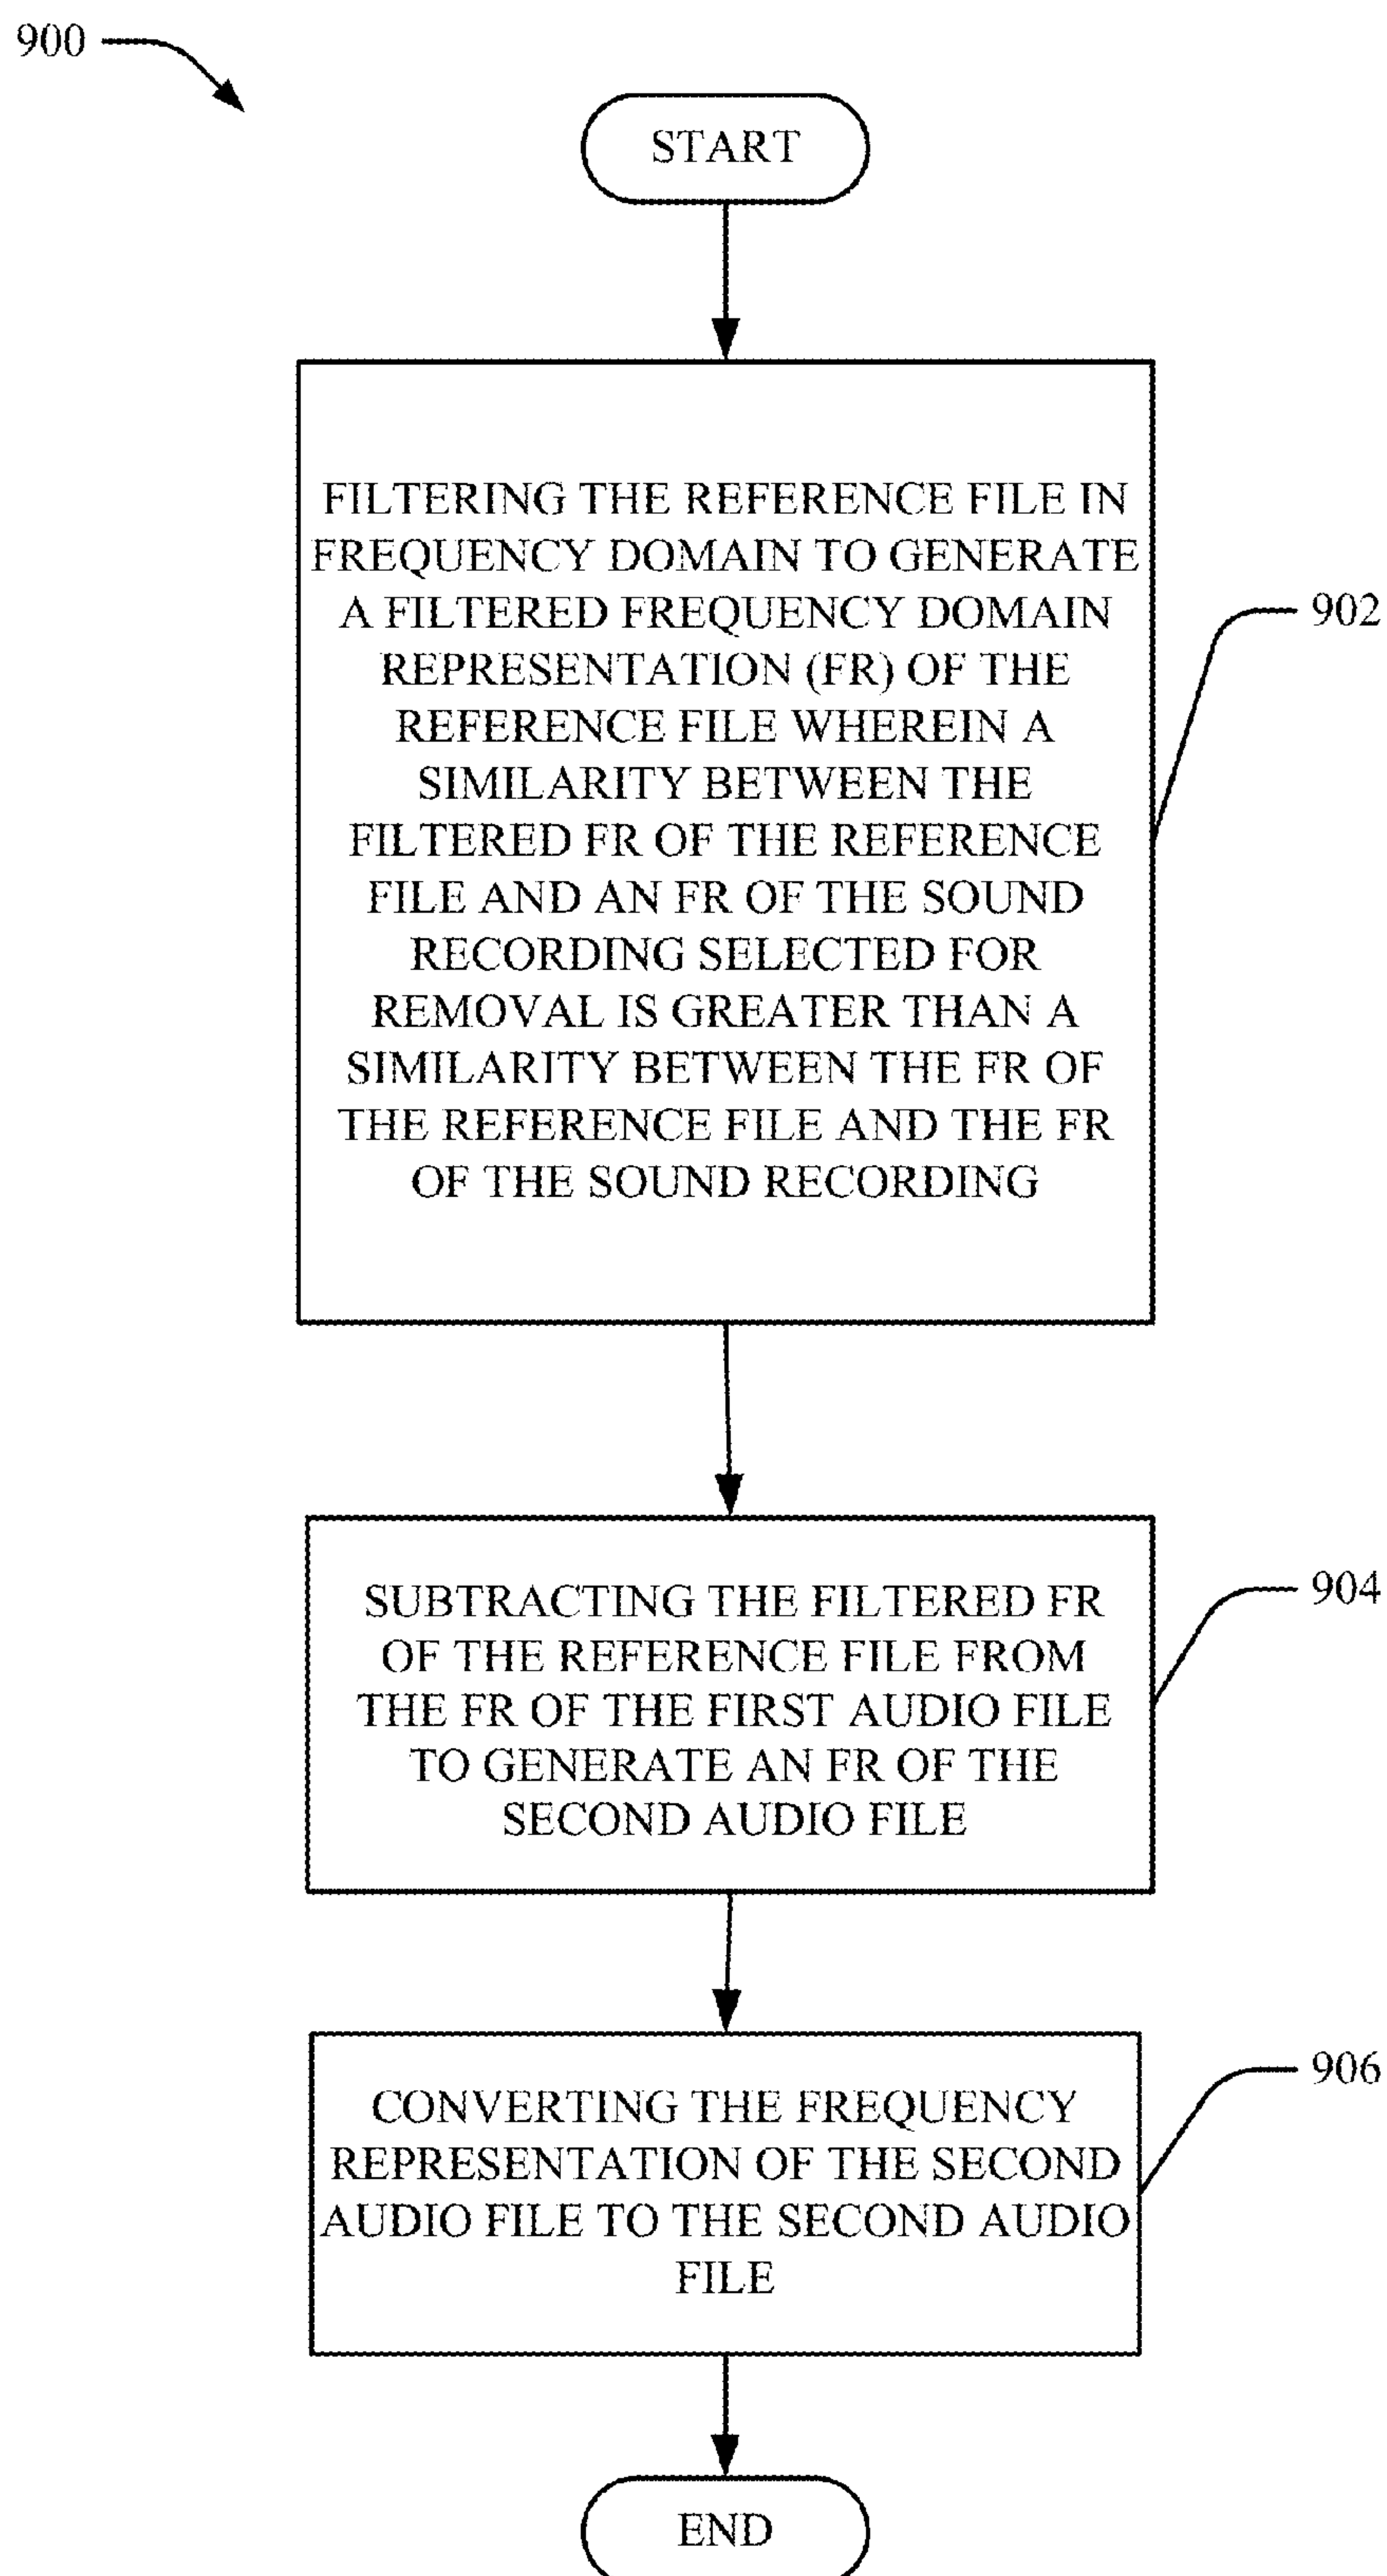 900
START
FILTERING THE REFERENCE FILE IN
FREQUENCY DOMAIN TO GENERATE
A FILTERED FREQUENCY DOMAIN
REPRESENTATION (FR) OF THE
REFERENCE FILE WHEREIN A
SIMILARITY BETWEEN THE
FILTERED FR OF THE REFERENCE
FILE AND AN FR OF THE SOUND
RECORDING SELECTED FOR
REMOVAL IS GREATER THAN A
SIMILARITY BETWEEN THE FR OF
THE REFERENCE FILE AND THE FR
OF THE SOUND RECORDING
902
SUBTRACTING THE FILTERED FR
OF THE REFERENCE FILE FROM
THE FR OF THE FIRST AUDIO FILE
TO GENERATE AN FR OF THE
SECOND AUDIO FILE
904
CONVERTING THE FREQUENCY
REPRESENTATION OF THE SECOND
AUDIO FILE TO THE SECOND AUDIO
FILE
906
END